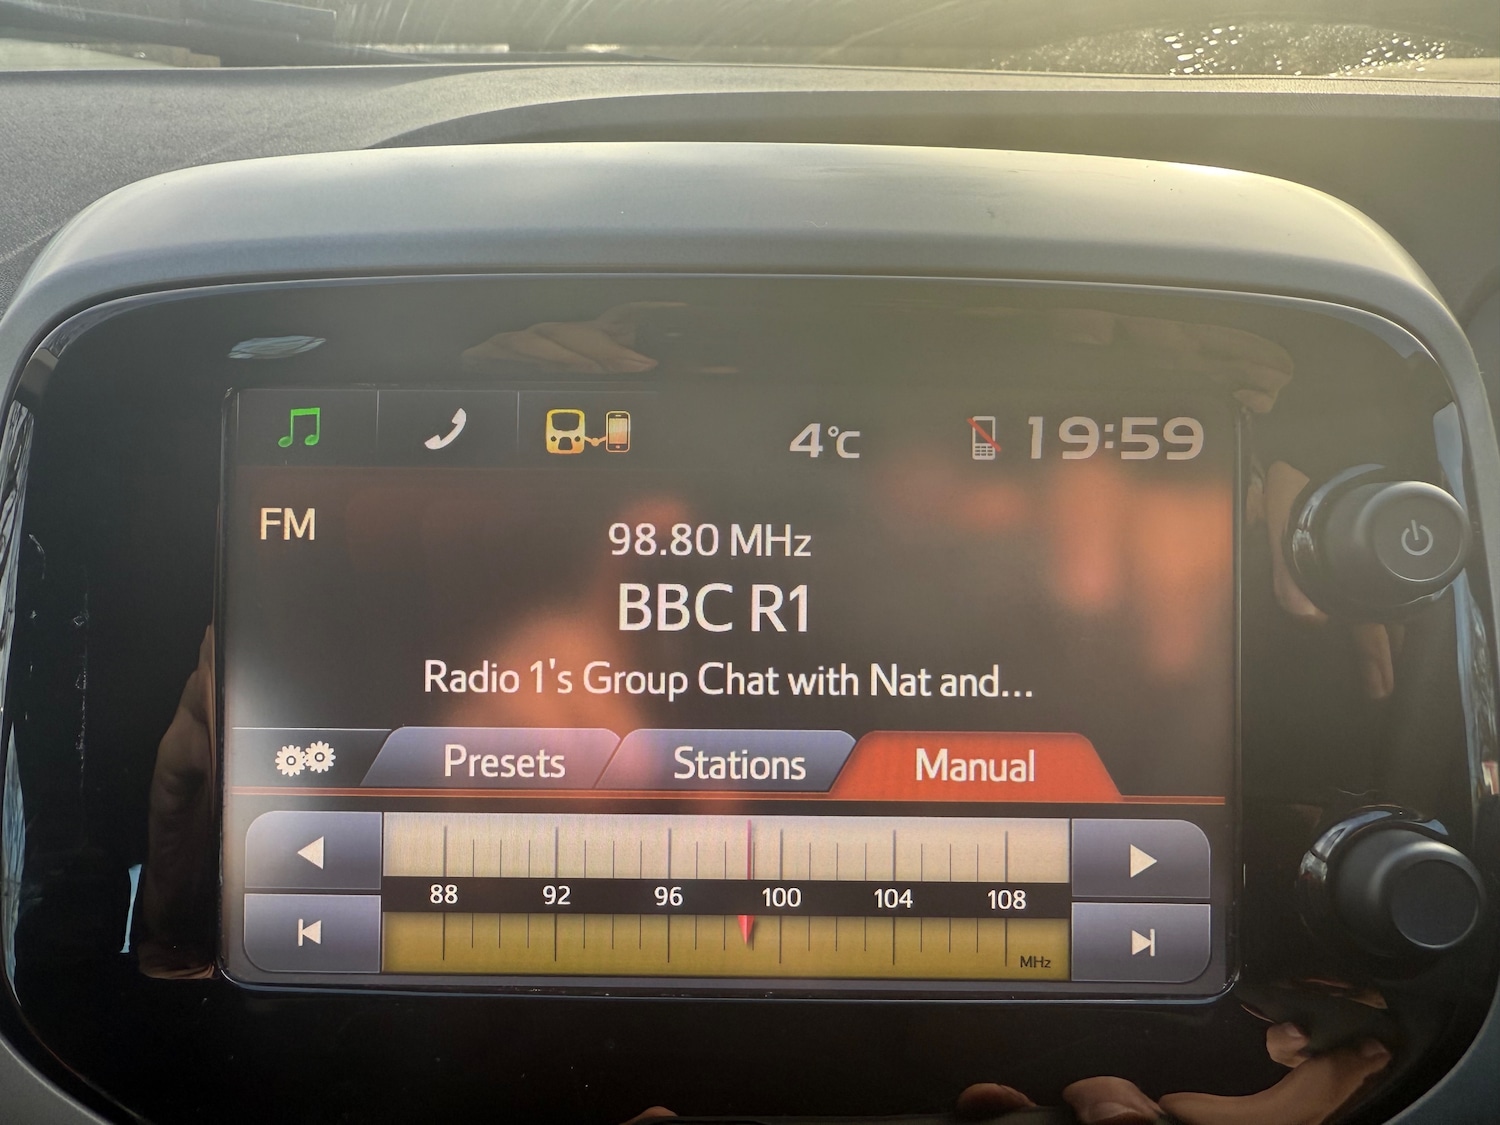 4°C 19:59
FM
98.80 MHz
BBC R1
Radio 1's Group Chat with Nat and...
Presets Stations Manual
88 92 96 100 104 108
MHz